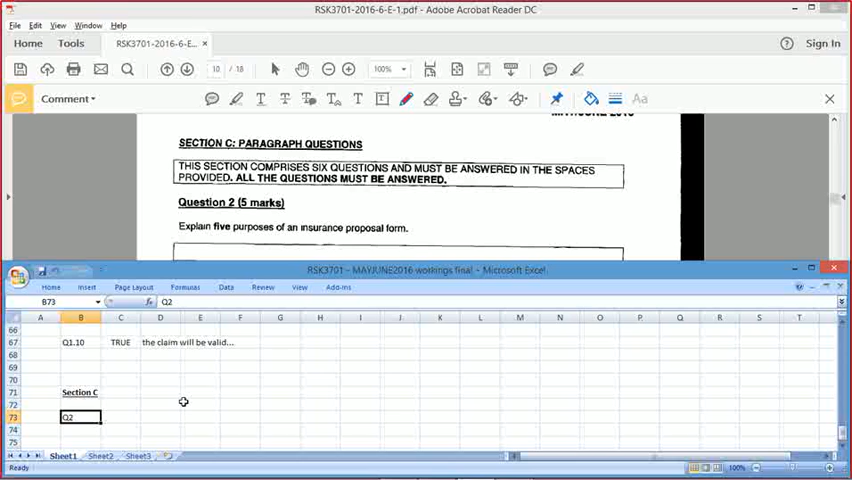 RSK3701-2016-6-E-1.pdf - Adobe Acrobat Reader DC
File Edit View Window Help
Home Tools RSK3701-2016-6-E... × ? Sign In
10 / 18 100%
Comment
SECTION C: PARAGRAPH QUESTIONS
THIS SECTION COMPRISES SIX QUESTIONS AND MUST BE ANSWERED IN THE SPACES
PROVIDED. ALL THE QUESTIONS MUST BE ANSWERED.
Question 2 (5 marks)
Explain five purposes of an insurance proposal form.
RSK3701 - MAYJUNE2016 workings final - Microsoft Excel
Home Insert Page Layout Formulas Data Review View Add-Ins
B73 fx Q2
A B C D E F G H I J K L M N O P Q R S T
66
67 Q1.10 TRUE the claim will be valid...
68
69
70
71 Section C
72
73 Q2
74
75
Sheet1 Sheet2 Sheet3
Ready 100%